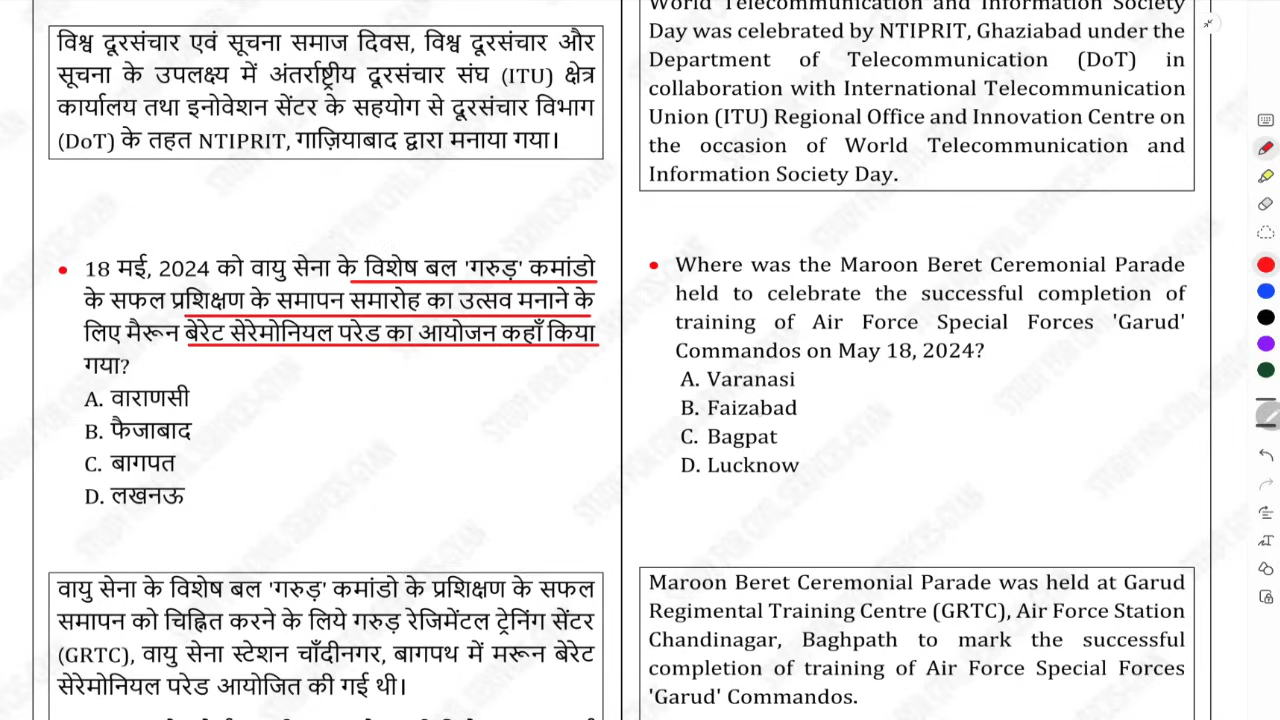 विश्व दूरसंचार एवं सूचना समाज दिवस, विश्व दूरसंचार और
सूचना के उपलक्ष्य में अंतर्राष्ट्रीय दूरसंचार संघ (ITU) क्षेत्र
कार्यालय तथा इनोवेशन सेंटर के सहयोग से दूरसंचार विभाग
(DoT) के तहत NTIPRIT, गाज़ियाबाद द्वारा मनाया गया।
• 18 मई, 2024 को वायु सेना के विशेष बल 'गरुड़' कमांडो
के सफल प्रशिक्षण के समापन समारोह का उत्सव मनाने के
लिए मैरून बेरेट सेरेमोनियल परेड का आयोजन कहाँ किया
गया?
A. वाराणसी
B. फैजाबाद
C. बागपत
D. लखनऊ
वायु सेना के विशेष बल 'गरुड़' कमांडो के प्रशिक्षण के सफल
समापन को चिह्नित करने के लिये गरुड़ रेजिमेंटल ट्रेनिंग सेंटर
(GRTC), वायु सेना स्टेशन चाँदीनगर, बागपथ में मरून बेरेट
सेरेमोनियल परेड आयोजित की गई थी।
World Telecommunication and Information Society
Day was celebrated by NTIPRIT, Ghaziabad under the
Department of Telecommunication (DoT) in
collaboration with International Telecommunication
Union (ITU) Regional Office and Innovation Centre on
the occasion of World Telecommunication and
Information Society Day.
• Where was the Maroon Beret Ceremonial Parade
held to celebrate the successful completion of
training of Air Force Special Forces 'Garud'
Commandos on May 18, 2024?
A. Varanasi
B. Faizabad
C. Bagpat
D. Lucknow
Maroon Beret Ceremonial Parade was held at Garud
Regimental Training Centre (GRTC), Air Force Station
Chandinagar, Baghpath to mark the successful
completion of training of Air Force Special Forces
'Garud' Commandos.